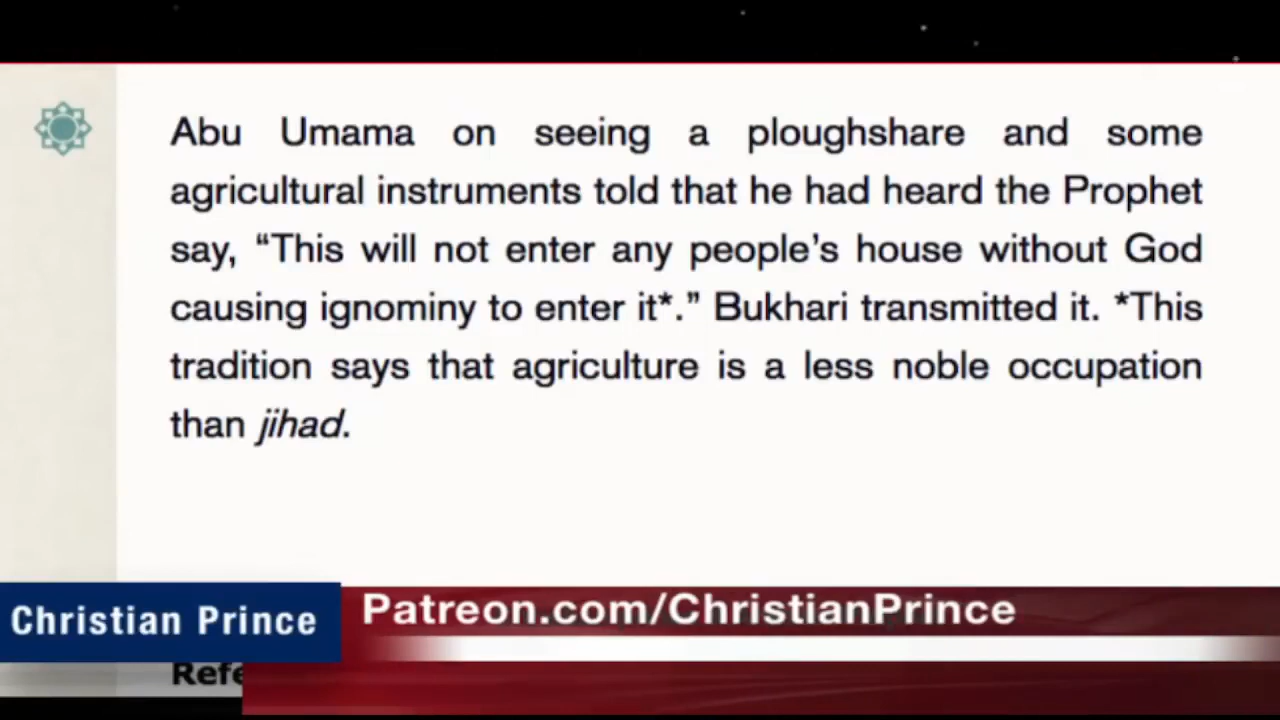 Abu Umama on seeing a ploughshare and some
agricultural instruments told that he had heard the Prophet
say, “This will not enter any people’s house without God
causing ignominy to enter it*.” Bukhari transmitted it. *This
tradition says that agriculture is a less noble occupation
than jihad.
Christian Prince
Patreon.com/ChristianPrince
Refe